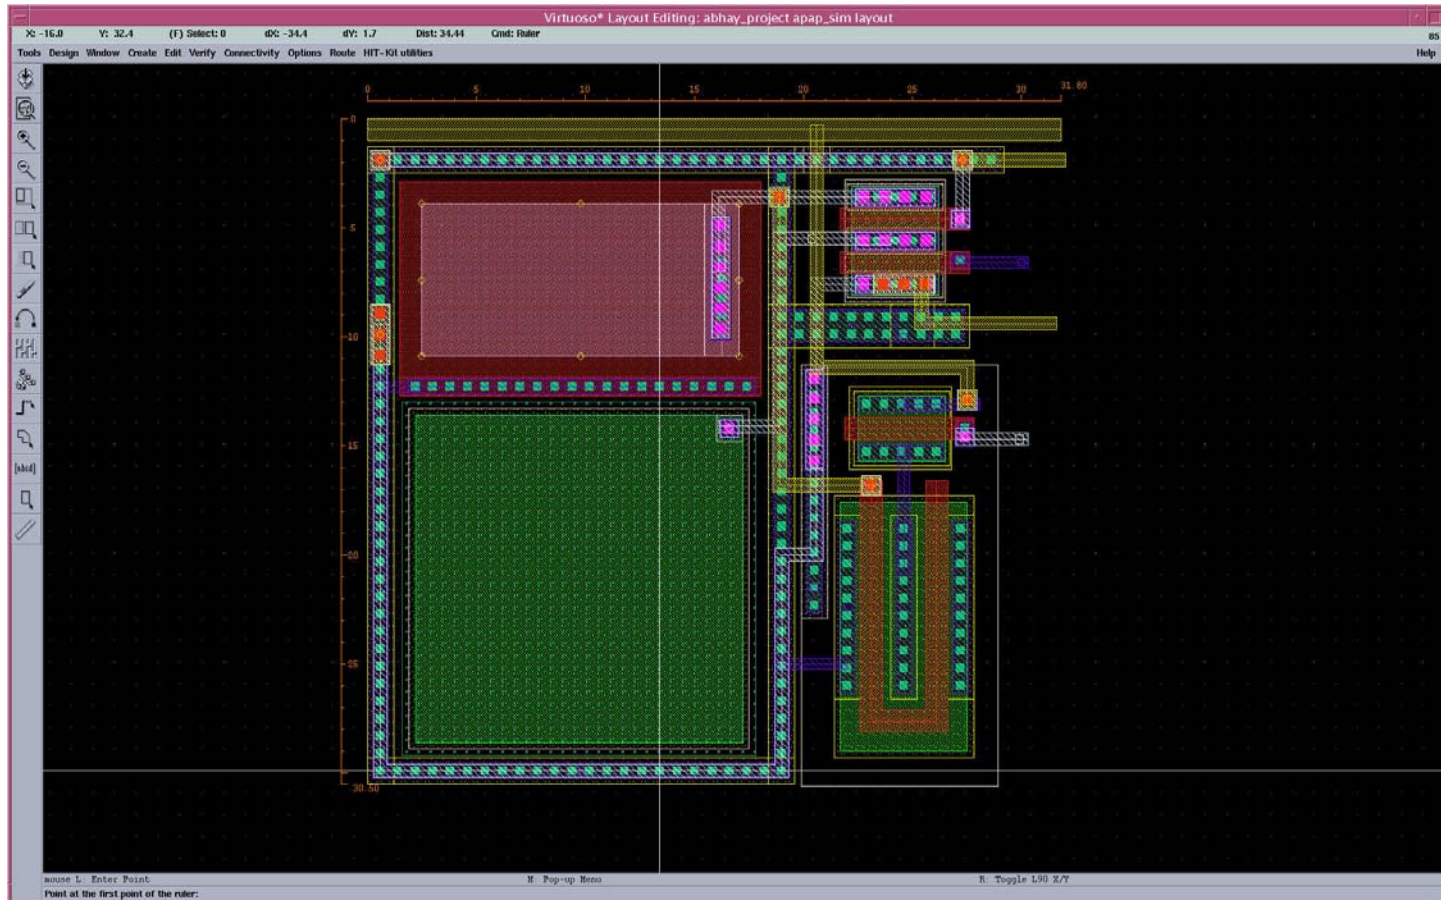 Virtuoso* Layout Editing: abhay_project apap_sim layout
X: -16.0 Y: 32.4 (F) Select: 0 dX: -34.4 dY: 1.7 Dist: 34.44 Cmd: Ruler 85
Tools Design Window Create Edit Verify Connectivity Options Route HIT-Kit utilities Help
0 5 10 15 20 25 30 31.80
0
5
10
15
20
25
30.50
[abcd]
mouse L: Enter Point M: Pop-up Menu R: Toggle L90 X/Y
Point at the first point of the ruler: